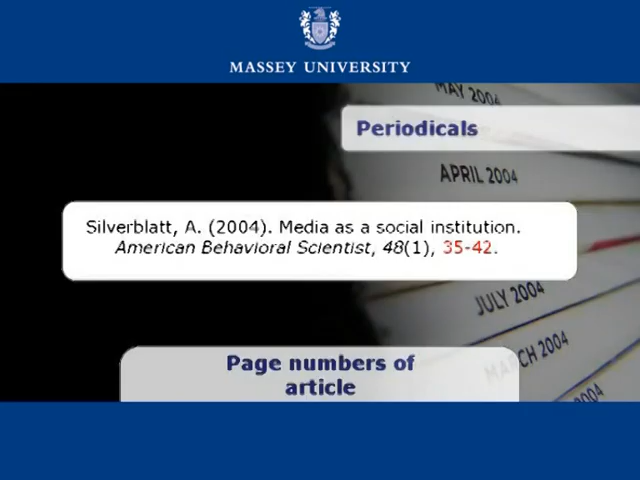 MASSEY UNIVERSITY
MAY 2004
Periodicals
APRIL 2004
Silverblatt, A. (2004). Media as a social institution.
American Behavioral Scientist, 48(1), 35-42.
JULY 2004
MARCH 2004
Page numbers of
article
2004